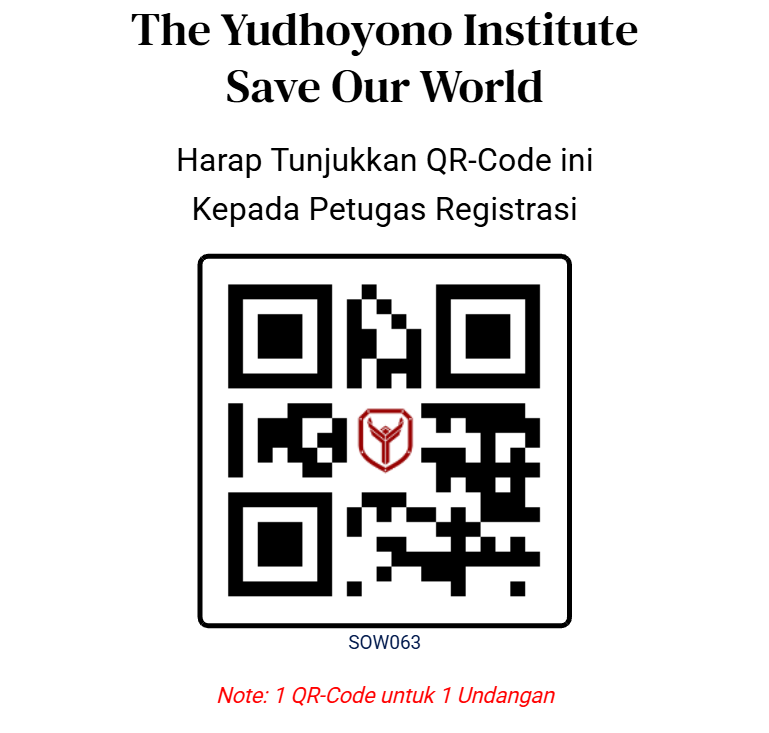 The Yudhoyono Institute
Save Our World
Harap Tunjukkan QR-Code ini
Kepada Petugas Registrasi
SOW063
Note: 1 QR-Code untuk 1 Undangan